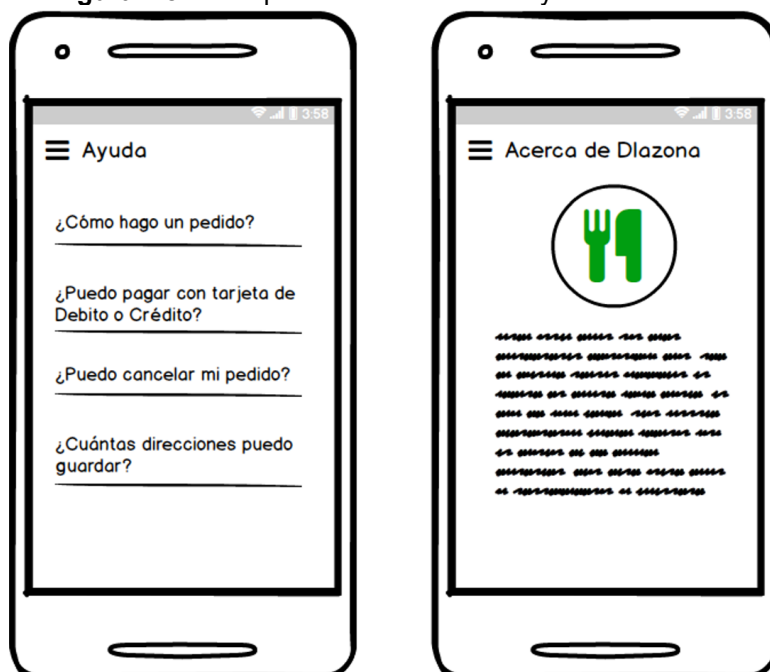 3:58
Ayuda
¿Cómo hago un pedido?
¿Puedo pagar con tarjeta de
Debito o Crédito?
¿Puedo cancelar mi pedido?
¿Cuántas direcciones puedo
guardar?
3:58
Acerca de Dlazona